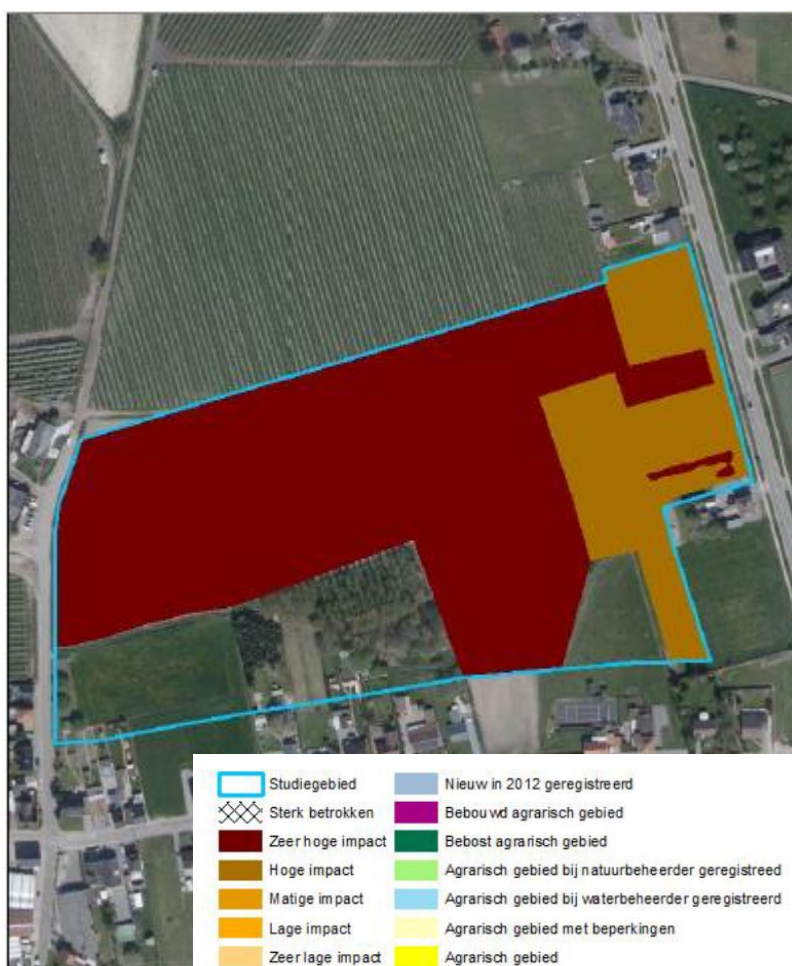 Studiegebied
Sterk betrokken
Zeer hoge impact
Hoge impact
Matige impact
Lage impact
Zeer lage impact
Nieuw in 2012 geregistreerd
Bebouwd agrarisch gebied
Bebost agrarisch gebied
Agrarisch gebied bij natuurbeheerder geregistreed
Agrarisch gebied bij waterbeheerder geregistreerd
Agrarisch gebied met beperkingen
Agrarisch gebied